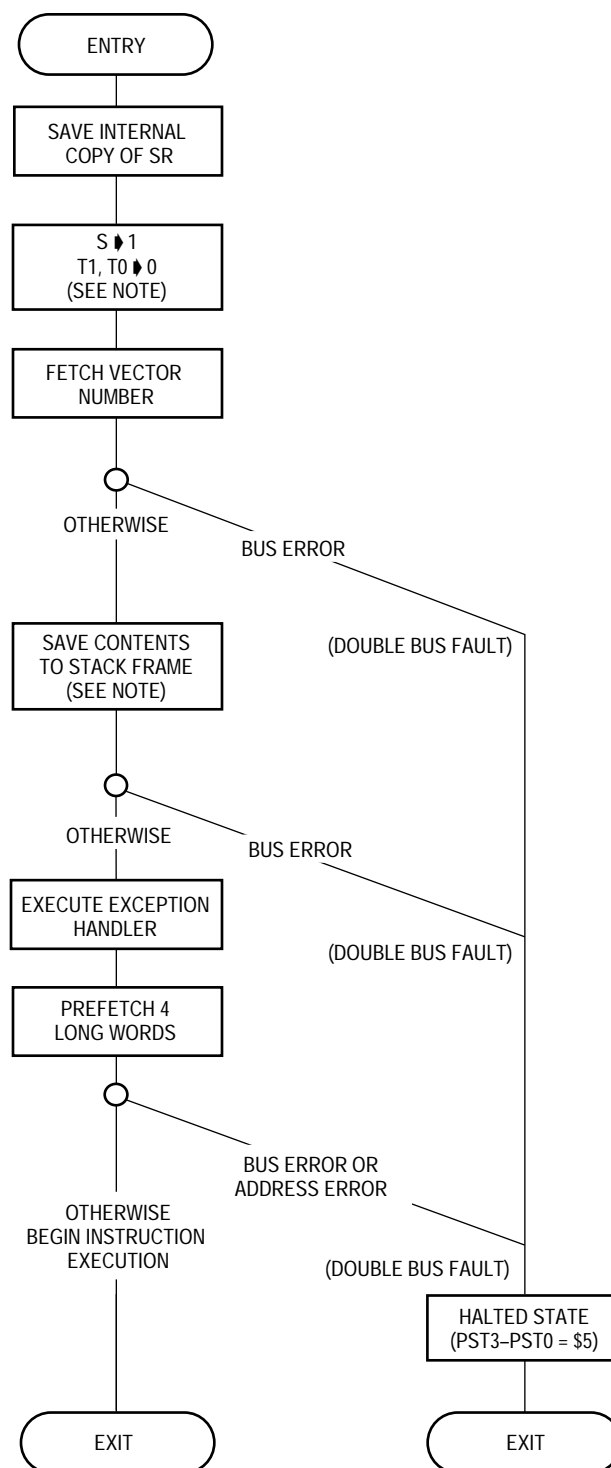 ENTRY
SAVE INTERNAL
COPY OF SR
S ➧ 1
T1, T0 ➧ 0
(SEE NOTE)
FETCH VECTOR
NUMBER
OTHERWISE
BUS ERROR
(DOUBLE BUS FAULT)
SAVE CONTENTS
TO STACK FRAME
(SEE NOTE)
OTHERWISE
BUS ERROR
(DOUBLE BUS FAULT)
EXECUTE EXCEPTION
HANDLER
PREFETCH 4
LONG WORDS
BUS ERROR OR
ADDRESS ERROR
(DOUBLE BUS FAULT)
OTHERWISE
BEGIN INSTRUCTION
EXECUTION
HALTED STATE
(PST3–PST0 = $5)
EXIT
EXIT